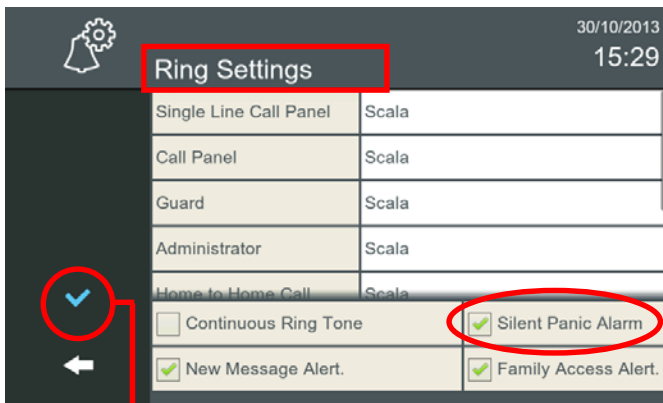 30/10/2013
15:29
Ring Settings
Single Line Call Panel Scala
Call Panel Scala
Guard Scala
Administrator Scala
Home to Home Call Scala
Continuous Ring Tone Silent Panic Alarm
New Message Alert. Family Access Alert.